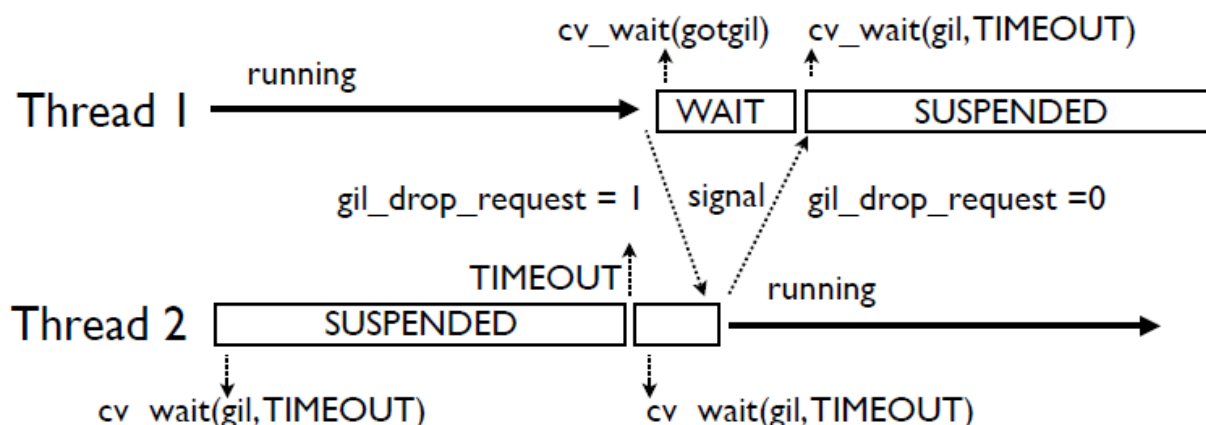 cv_wait(gotgil) cv_wait(gil,TIMEOUT)
running
Thread 1 WAIT SUSPENDED
gil_drop_request = 1 signal gil_drop_request =0
TIMEOUT running
Thread 2 SUSPENDED
cv_wait(gil,TIMEOUT) cv_wait(gil,TIMEOUT)